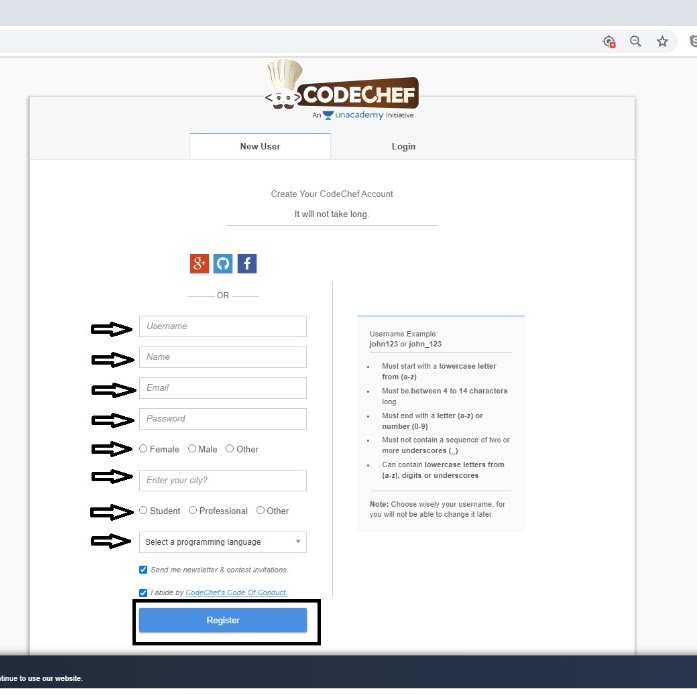 CODECHEF
An unacademy Initiative
New User
Login
Create Your CodeChef Account
It will not take long.
g+
f
OR
Username
Name
Email
Password
Female Male Other
Enter your city?
Student Professional Other
Select a programming language
Send me newsletter & contest invitations.
I abide by CodeChef's Code Of Conduct.
Register
Username Example:
john123 or john_123
Must start with a lowercase letter
from (a-z)
Must be between 4 to 14 characters
long
Must end with a letter (a-z) or
number (0-9)
Must not contain a sequence of two or
more underscores (_)
Can contain lowercase letters from
(a-z), digits or underscores
Note: Choose wisely your username, for
you will not be able to change it later.
to use our website.